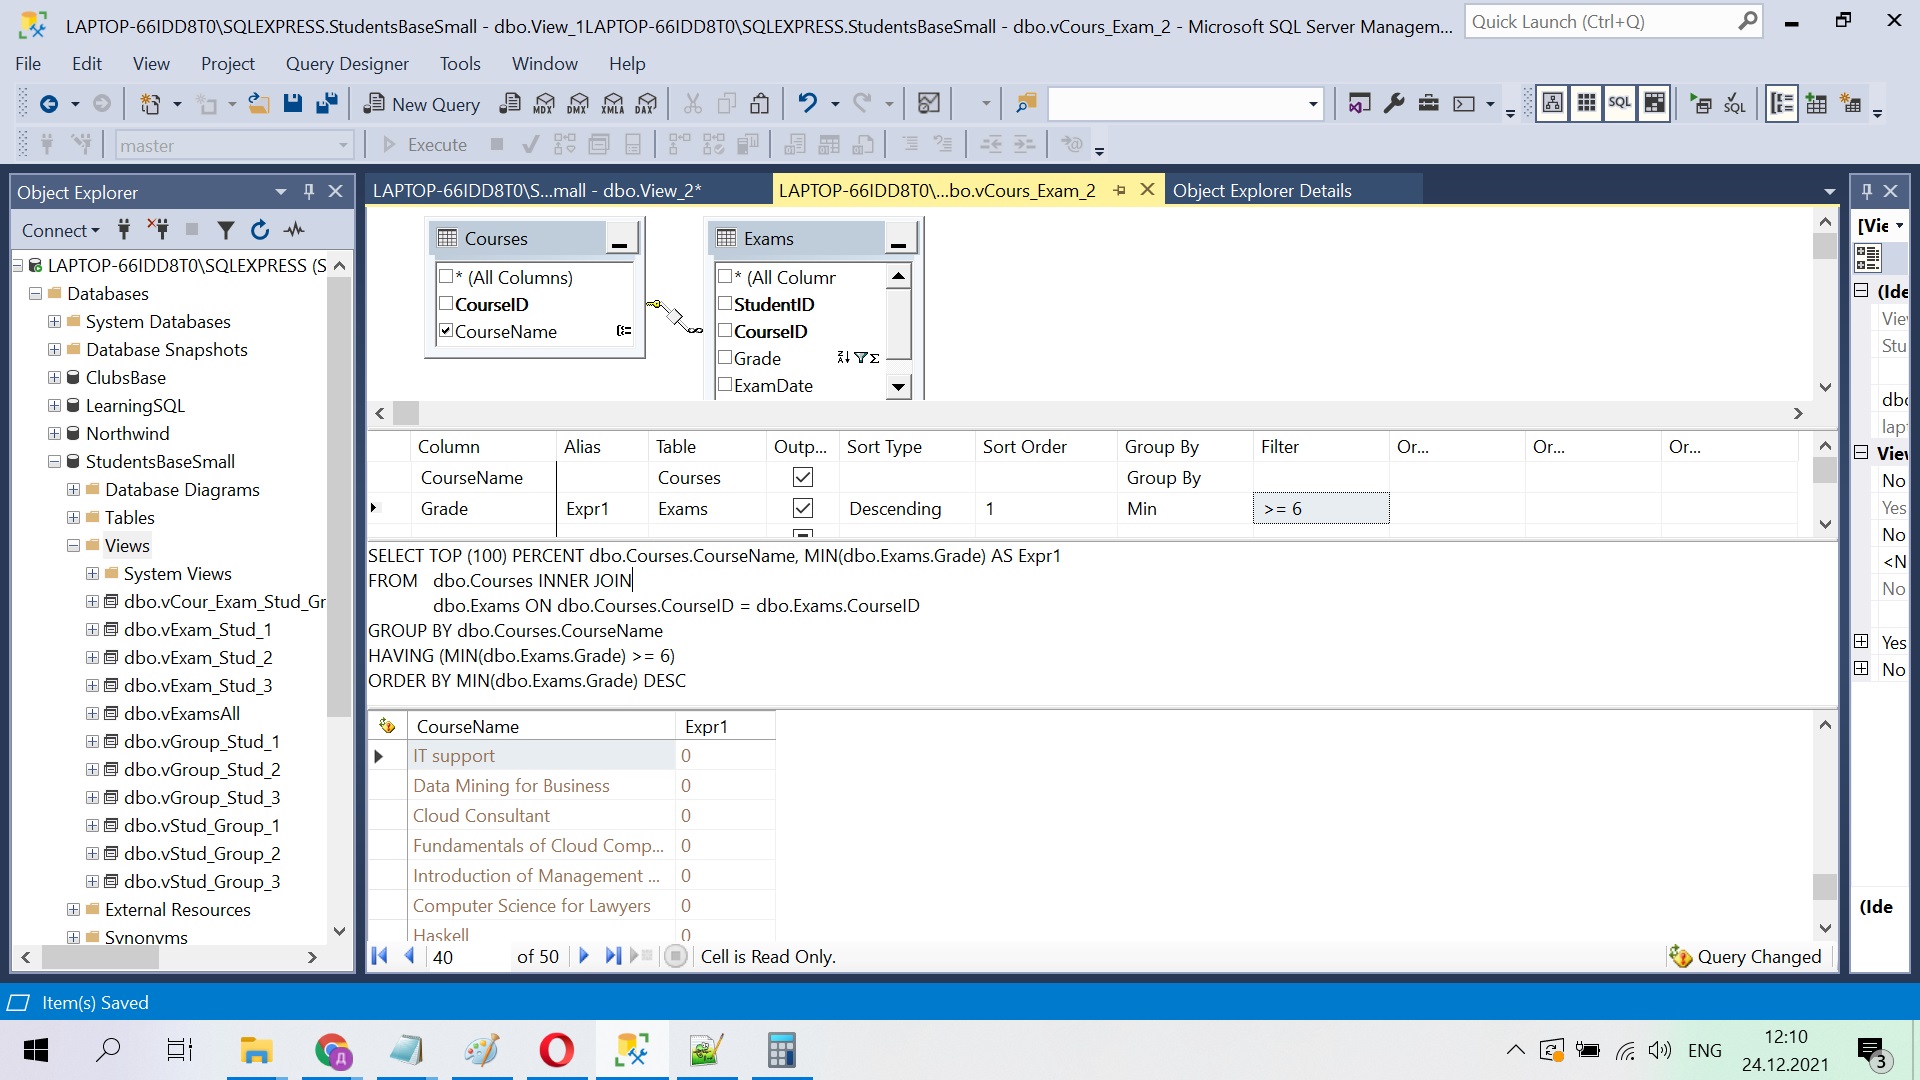 LAPTOP-66IDD8T0\SQLEXPRESS.StudentsBaseSmall - dbo.View_1LAPTOP-66IDD8T0\SQLEXPRESS.StudentsBaseSmall - dbo.vCours_Exam_2 - Microsoft SQL Server Managem...
Quick Launch (Ctrl+Q)
File Edit View Project Query Designer Tools Window Help
New Query MDX DMX XMLA DAX SQL SQL
master Execute
Object Explorer
LAPTOP-66IDD8T0\S...mall - dbo.View_2*
LAPTOP-66IDD8T0\...bo.vCours_Exam_2
Object Explorer Details
Connect
LAPTOP-66IDD8T0\SQLEXPRESS (S
Databases
System Databases
Database Snapshots
ClubsBase
LearningSQL
Northwind
StudentsBaseSmall
Database Diagrams
Tables
Views
System Views
dbo.vCour_Exam_Stud_Gr
dbo.vExam_Stud_1
dbo.vExam_Stud_2
dbo.vExam_Stud_3
dbo.vExamsAll
dbo.vGroup_Stud_1
dbo.vGroup_Stud_2
dbo.vGroup_Stud_3
dbo.vStud_Group_1
dbo.vStud_Group_2
dbo.vStud_Group_3
External Resources
Synonyms
Courses
* (All Columns)
CourseID
CourseName
Exams
* (All Columr
StudentID
CourseID
Grade
ExamDate
Column Alias Table Outp... Sort Type Sort Order Group By Filter Or... Or... Or...
CourseName Courses Group By
Grade Expr1 Exams Descending 1 Min >= 6
SELECT TOP (100) PERCENT dbo.Courses.CourseName, MIN(dbo.Exams.Grade) AS Expr1
FROM dbo.Courses INNER JOIN
dbo.Exams ON dbo.Courses.CourseID = dbo.Exams.CourseID
GROUP BY dbo.Courses.CourseName
HAVING (MIN(dbo.Exams.Grade) >= 6)
ORDER BY MIN(dbo.Exams.Grade) DESC
CourseName Expr1
IT support 0
Data Mining for Business 0
Cloud Consultant 0
Fundamentals of Cloud Comp... 0
Introduction of Management ... 0
Computer Science for Lawyers 0
Haskell 0
40 of 50 Cell is Read Only. Query Changed
[Vie
(Ide
Vie
Stu
dbo
lap
Viev
No
Yes
No
<N
No
Yes
No
(Ide
Item(s) Saved
ENG
12:10
24.12.2021
3